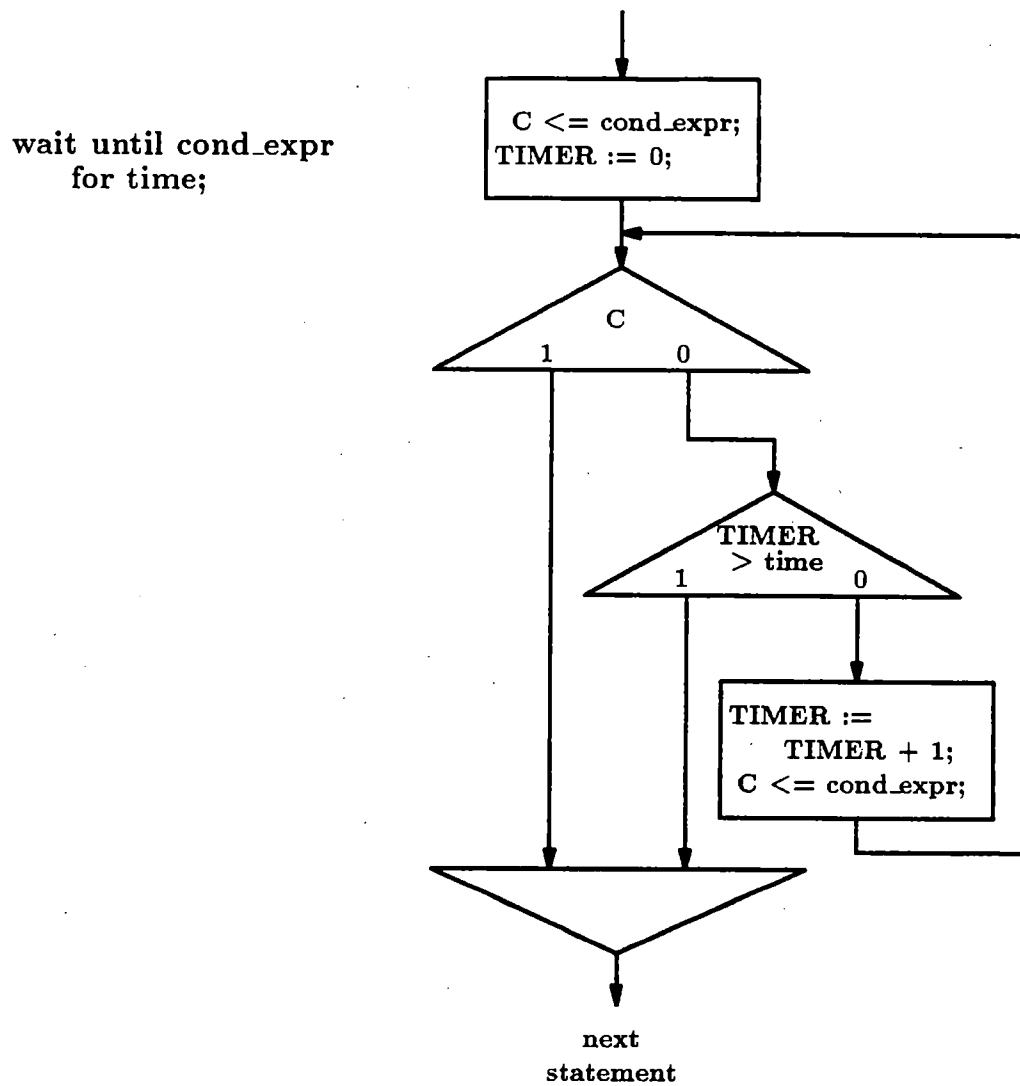 wait until cond_expr
for time;
C <= cond_expr;
TIMER := 0;
C
1 0
TIMER
> time
1 0
TIMER :=
TIMER + 1;
C <= cond_expr;
next
statement